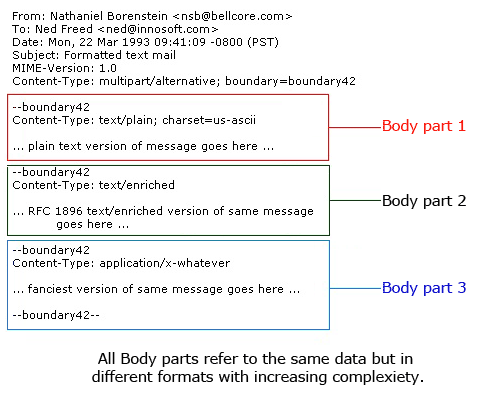 From: Nathaniel Borenstein <nsb@bellcore.com>
To: Ned Freed <ned@innosoft.com>
Date: Mon, 22 Mar 1993 09:41:09 -0800 (PST)
Subject: Formatted text mail
MIME-Version: 1.0
Content-Type: multipart/alternative; boundary=boundary42
--boundary42
Content-Type: text/plain; charset=us-ascii
... plain text version of message goes here ...
Body part 1
--boundary42
Content-Type: text/enriched
... RFC 1896 text/enriched version of same message
goes here ...
Body part 2
--boundary42
Content-Type: application/x-whatever
... fanciest version of same message goes here ...
--boundary42--
Body part 3
All Body parts refer to the same data but in
different formats with increasing complexiety.